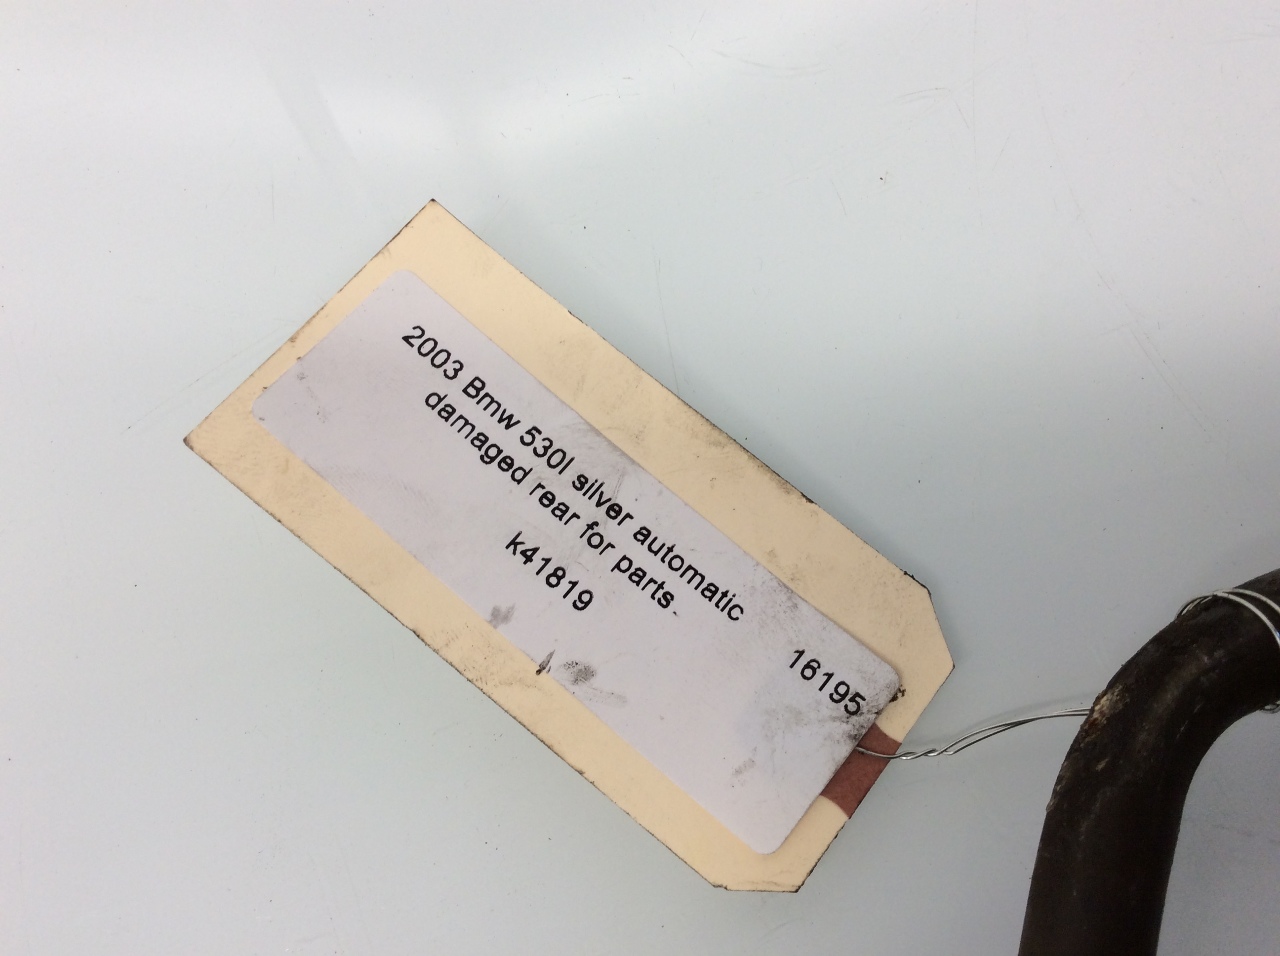 2003 Bmw 530I silver automatic
damaged rear for parts
k41819
16195